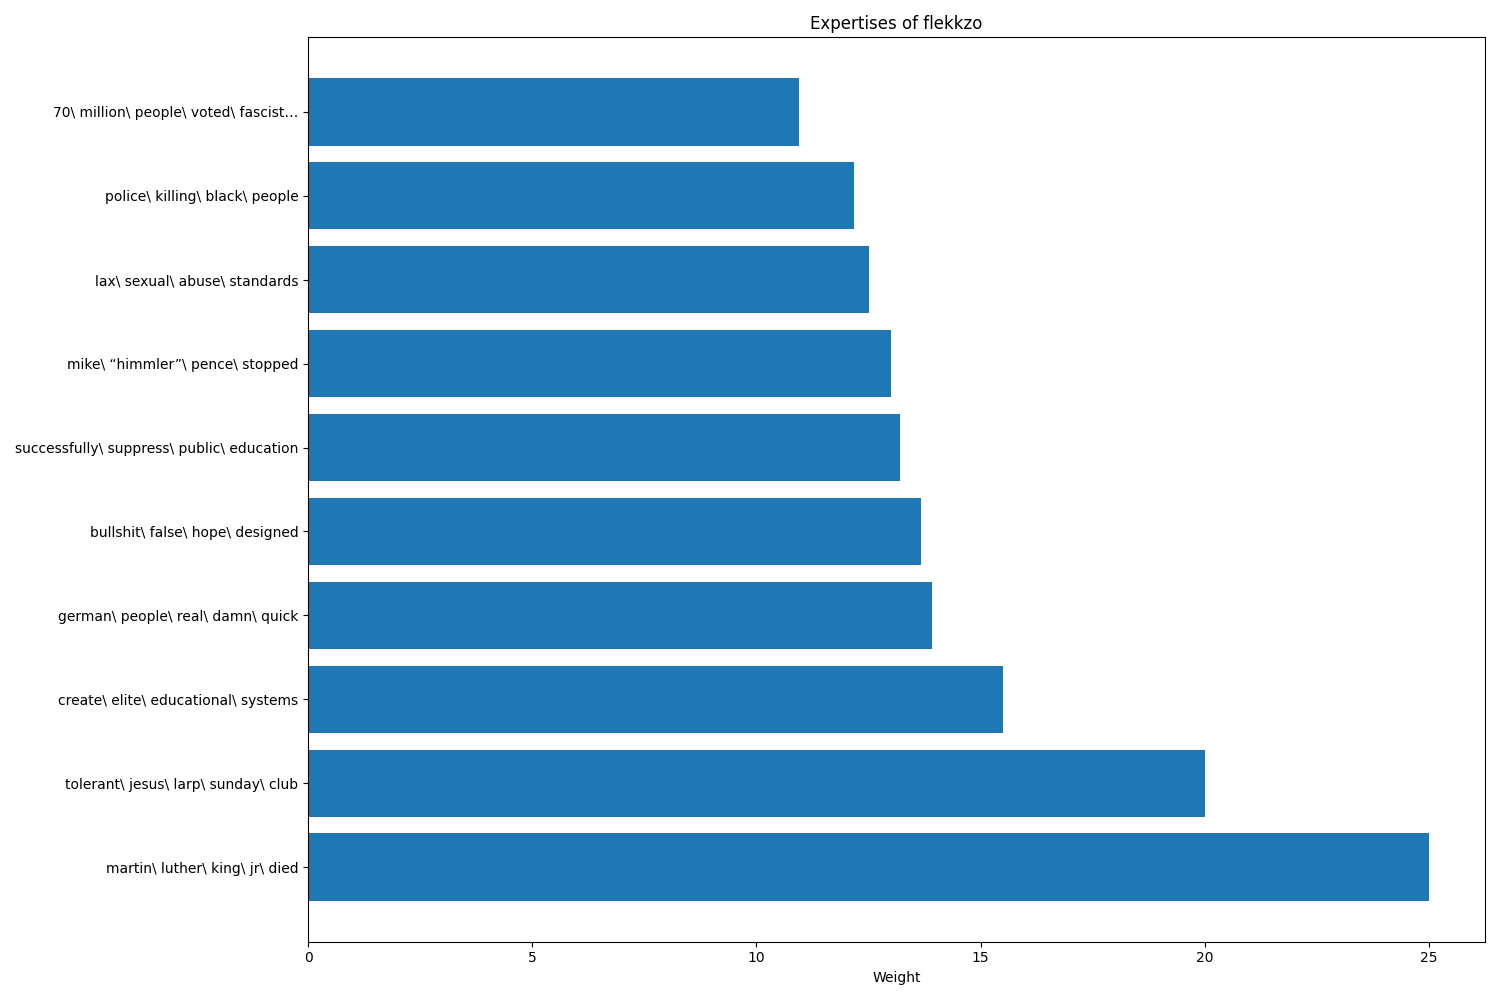 Expertises of flekkzo
70\ million\ people\ voted\ fascist...
police\ killing\ black\ people
lax\ sexual\ abuse\ standards
mike\ “himmler”\ pence\ stopped
successfully\ suppress\ public\ education
bullshit\ false\ hope\ designed
german\ people\ real\ damn\ quick
create\ elite\ educational\ systems
tolerant\ jesus\ larp\ sunday\ club
martin\ luther\ king\ jr\ died
0 5 10 15 20 25
Weight